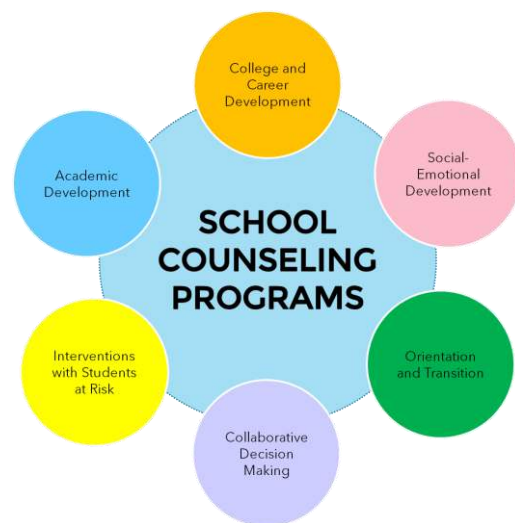 College and
Career
Development
Social-
Emotional
Development
Orientation
and Transition
Collaborative
Decision
Making
Interventions
with Students
at Risk
Academic
Development
SCHOOL
COUNSELING
PROGRAMS